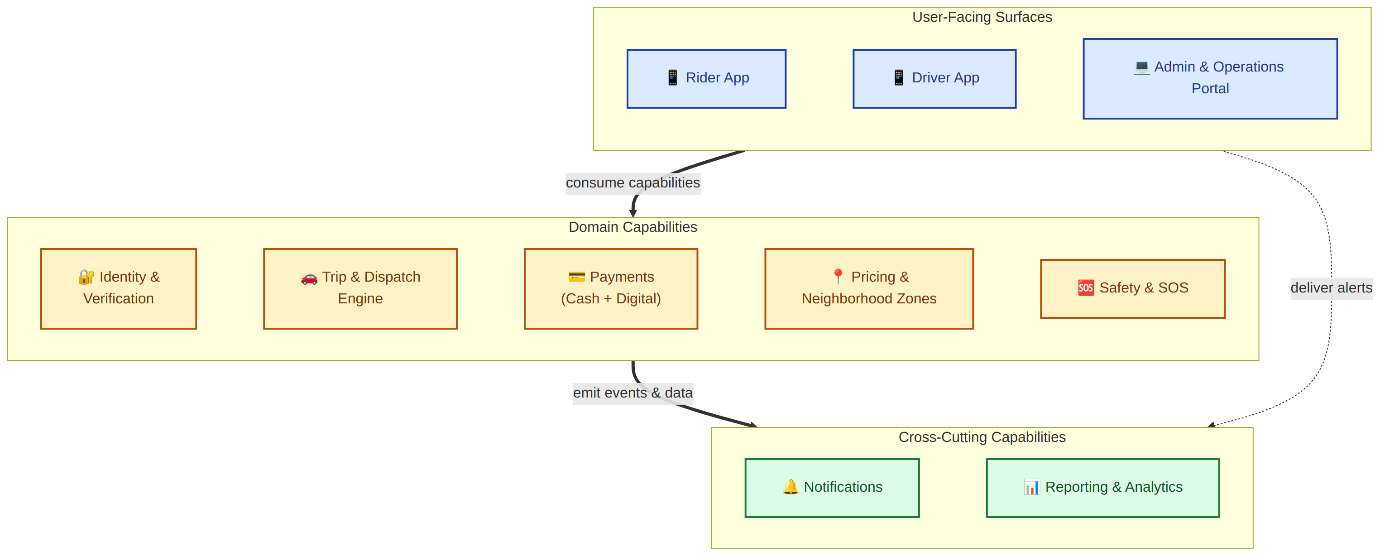 User-Facing Surfaces
📱 Rider App
📱 Driver App
💻 Admin & Operations
Portal
consume capabilities
Domain Capabilities
🔐 Identity &
Verification
🚗 Trip & Dispatch
Engine
💳 Payments
(Cash + Digital)
📍 Pricing &
Neighborhood Zones
🆘 Safety & SOS
deliver alerts
emit events & data
Cross-Cutting Capabilities
🔔 Notifications
📊 Reporting & Analytics